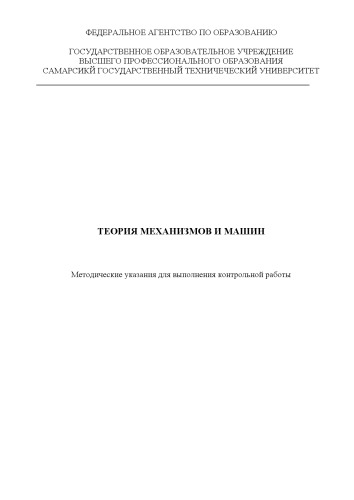 ФЕДЕРАЛЬНОЕ АГЕНТСТВО ПО ОБРАЗОВАНИЮ
ГОСУДАРСТВЕННОЕ ОБРАЗОВАТЕЛЬНОЕ УЧРЕЖДЕНИЕ
ВЫСШЕГО ПРОФЕССИОНАЛЬНОГО ОБРАЗОВАНИЯ
САМАРСИКЙ ГОСУДАРСТВЕННЫЙ ТЕХНИЧЕЧЕСКИЙ УНИВЕРСИТЕТ
ТЕОРИЯ МЕХАНИЗМОВ И МАШИН
Методические указания для выполнения контрольной работы